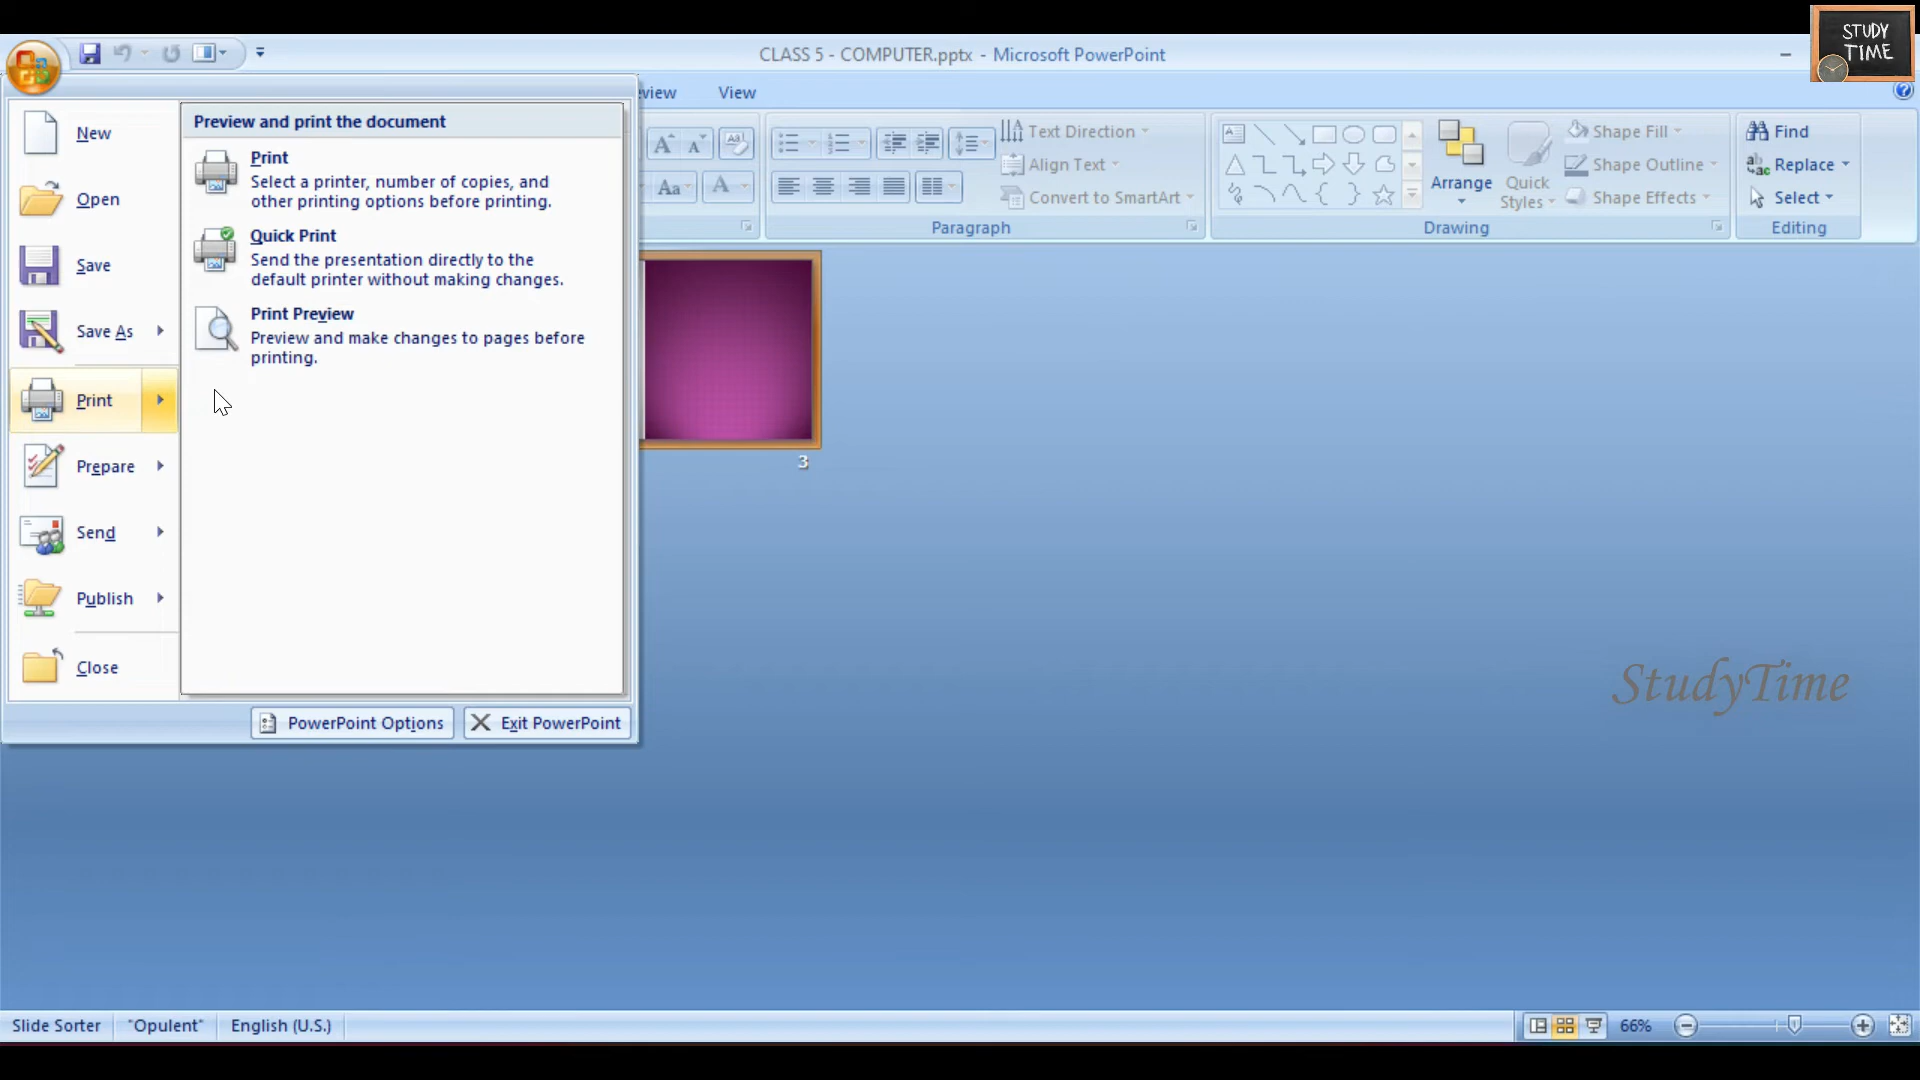 STUDY
TIME
CLASS 5 - COMPUTER.pptx - Microsoft PowerPoint
View
New
Open
Save
Save As
Print
Prepare
Send
Publish
Close
Preview and print the document
Print
Select a printer, number of copies, and
other printing options before printing.
Quick Print
Send the presentation directly to the
default printer without making changes.
Print Preview
Preview and make changes to pages before
printing.
PowerPoint Options
Exit PowerPoint
Aa
A
Text Direction
Align Text
Convert to SmartArt
Paragraph
Arrange
Quick
Styles
Shape Fill
Shape Outline
Shape Effects
Drawing
Find
Replace
Select
Editing
3
StudyTime
Slide Sorter
"Opulent"
English (U.S.)
66%